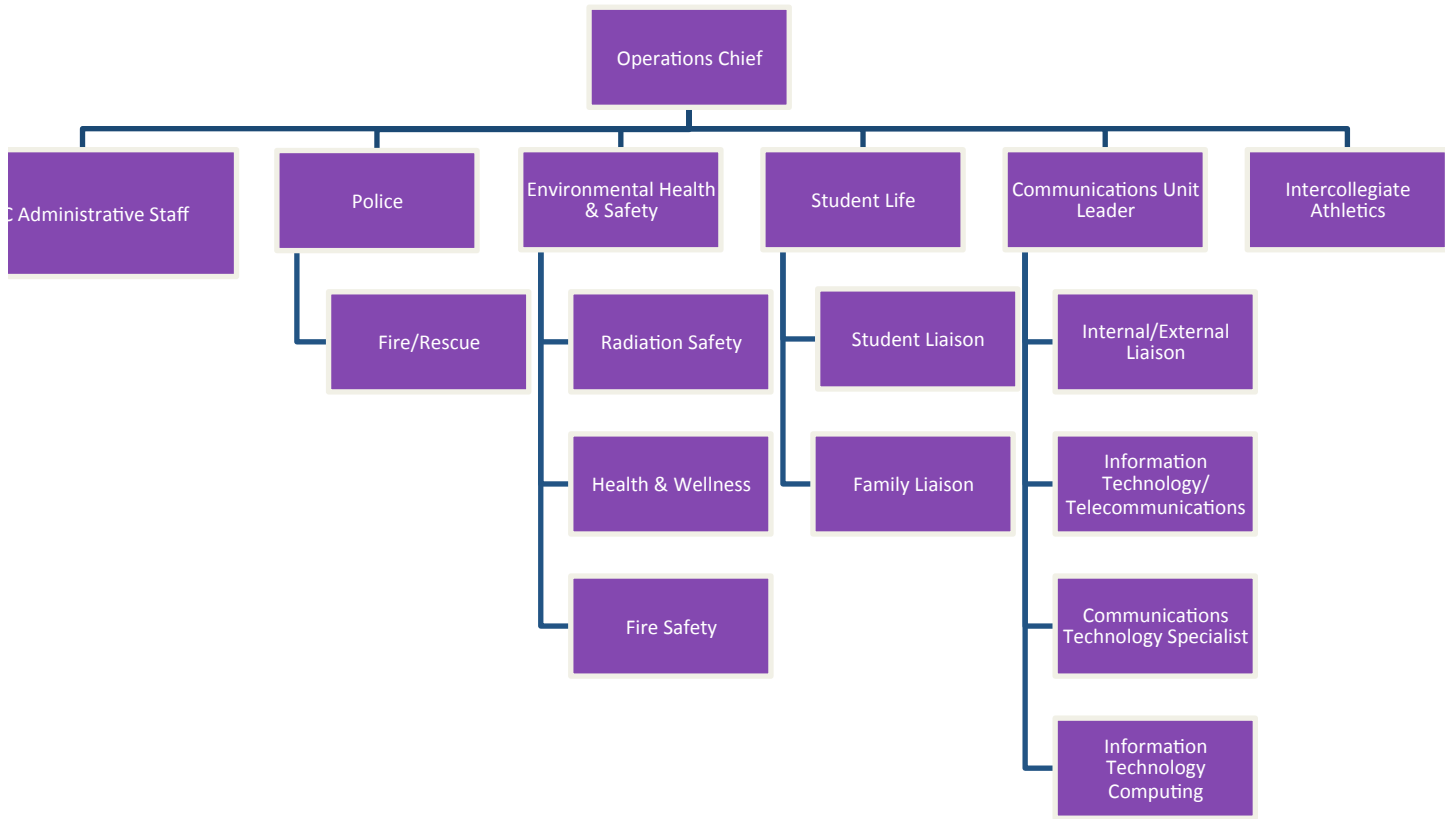 Operations Chief
Administrative Staff
Police
Environmental Health
& Safety
Student Life
Communications Unit
Leader
Intercollegiate
Athletics
Fire/Rescue
Radiation Safety
Student Liaison
Internal/External
Liaison
Health & Wellness
Family Liaison
Information
Technology/
Telecommunications
Fire Safety
Communications
Technology Specialist
Information
Technology
Computing